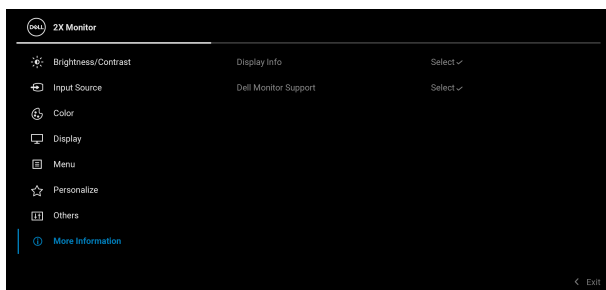 DELL 2X Monitor
Brightness/Contrast Display Info Select
Input Source Dell Monitor Support Select
Color
Display
Menu
Personalize
Others
More Information
Exit